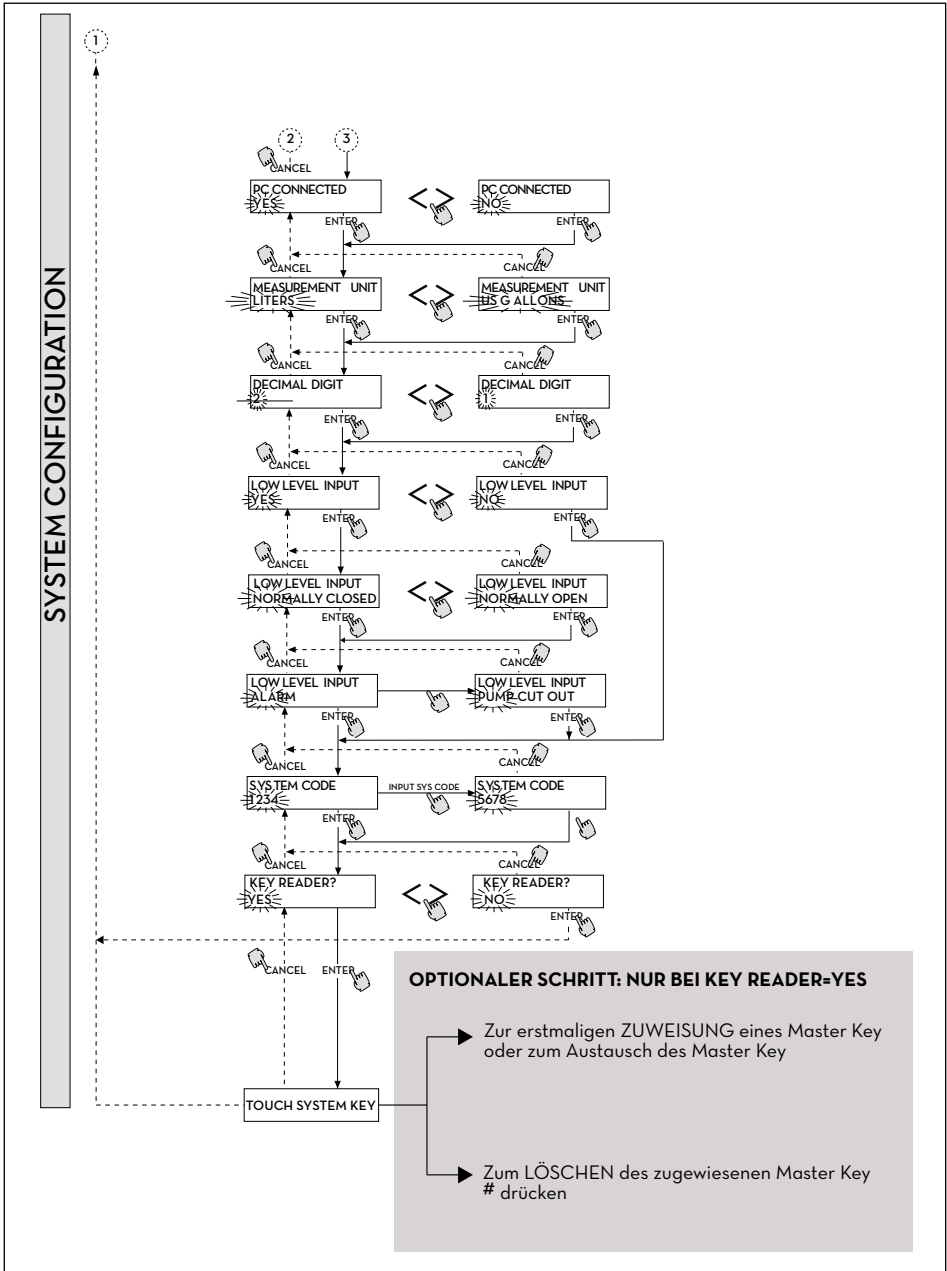 SYSTEM CONFIGURATION
1
2 3
CANCEL
PC CONNECTED
YES
< >
PC CONNECTED
NO
ENTER ENTER
CANCEL CANCEL
MEASUREMENT UNIT
LITERS
< >
MEASUREMENT UNIT
US G ALLONS
ENTER ENTER
CANCEL CANCEL
DECIMAL DIGIT
2
< >
DECIMAL DIGIT
1
ENTER ENTER
CANCEL CANCEL
LOW LEVEL INPUT
YES
< >
LOW LEVEL INPUT
NO
ENTER ENTER
CANCEL CANCEL
LOW LEVEL INPUT
NORMALLY CLOSED
< >
LOW LEVEL INPUT
NORMALLY OPEN
ENTER ENTER
CANCEL CANCEL
LOW LEVEL INPUT
ALARM
LOW LEVEL INPUT
PUMP CUT OUT
ENTER ENTER
CANCEL CANCEL
SYSTEM CODE
1234
INPUT SYS CODE
SYSTEM CODE
5678
ENTER
CANCEL CANCEL
KEY READER?
YES
< >
KEY READER?
NO
ENTER
CANCEL ENTER
OPTIONALER SCHRITT: NUR BEI KEY READER=YES
Zur erstmaligen ZUWEISUNG eines Master Key
oder zum Austausch des Master Key
TOUCH SYSTEM KEY
Zum LÖSCHEN des zugewiesenen Master Key
# drücken